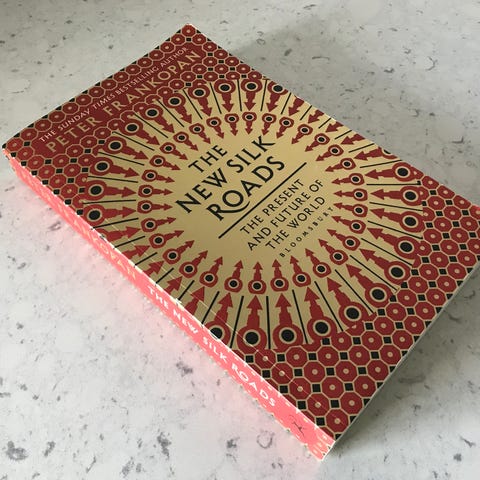 THE SUNDAY TIMES BESTSELLING AUTHOR
PETER FRANKOPAN
THE
NEW SILK
ROADS
THE PRESENT
AND FUTURE OF
THE WORLD
BLOOMSBURY
THE NEW SILK ROADS